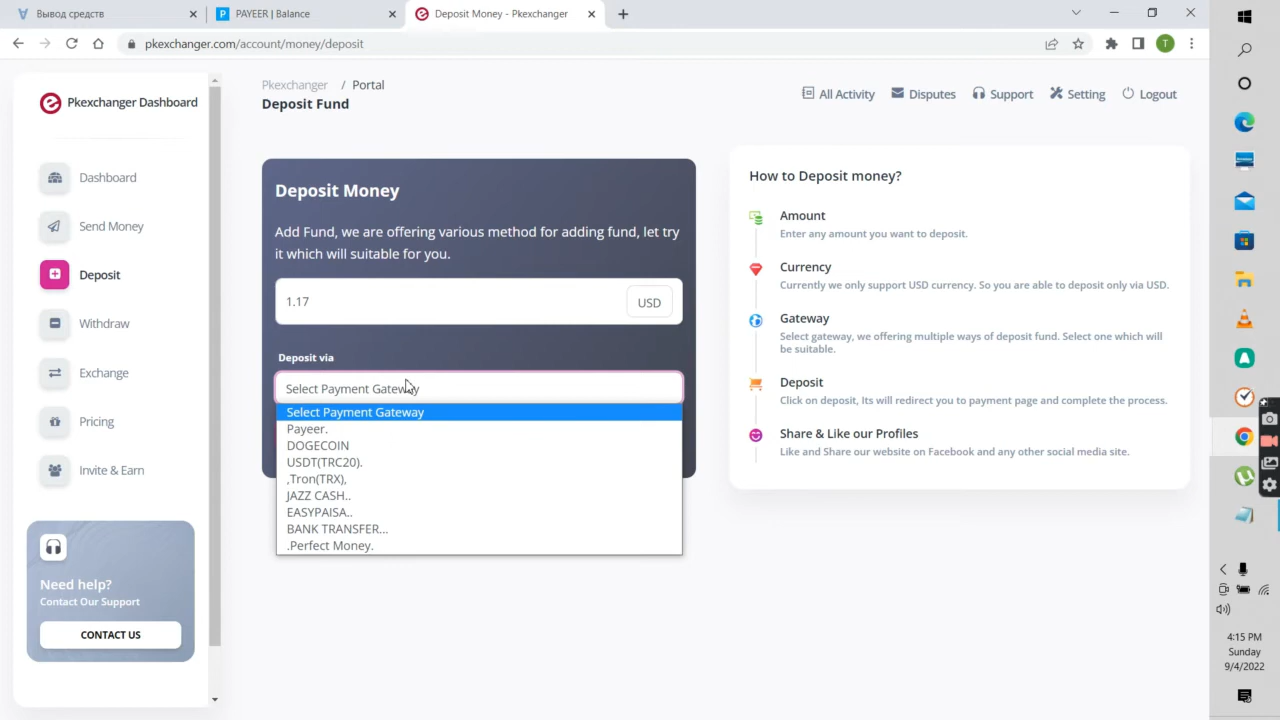 Вывод средств
PAYEER | Balance
Deposit Money - Pkexchanger
pkexchanger.com/account/money/deposit
T
Pkexchanger Dashboard
Dashboard
Send Money
Deposit
Withdraw
Exchange
Pricing
Invite & Earn
Need help?
Contact Our Support
CONTACT US
Pkexchanger / Portal
Deposit Fund
All Activity
Disputes
Support
Setting
Logout
Deposit Money
Add Fund, we are offering various method for adding fund, let try
it which will suitable for you.
1.17
USD
Deposit via
Select Payment Gateway
Select Payment Gateway
Payeer.
DOGECOIN
USDT(TRC20).
,Tron(TRX),
JAZZ CASH..
EASYPAISA..
BANK TRANSFER...
.Perfect Money.
How to Deposit money?
Amount
Enter any amount you want to deposit.
Currency
Currently we only support USD currency. So you are able to deposit only via USD.
Gateway
Select gateway, we offering multiple ways of deposit fund. Select one which will
be suitable.
Deposit
Click on deposit, Its will redirect you to payment page and complete the process.
Share & Like our Profiles
Like and Share our website on Facebook and any other social media site.
4:15 PM
Sunday
9/4/2022